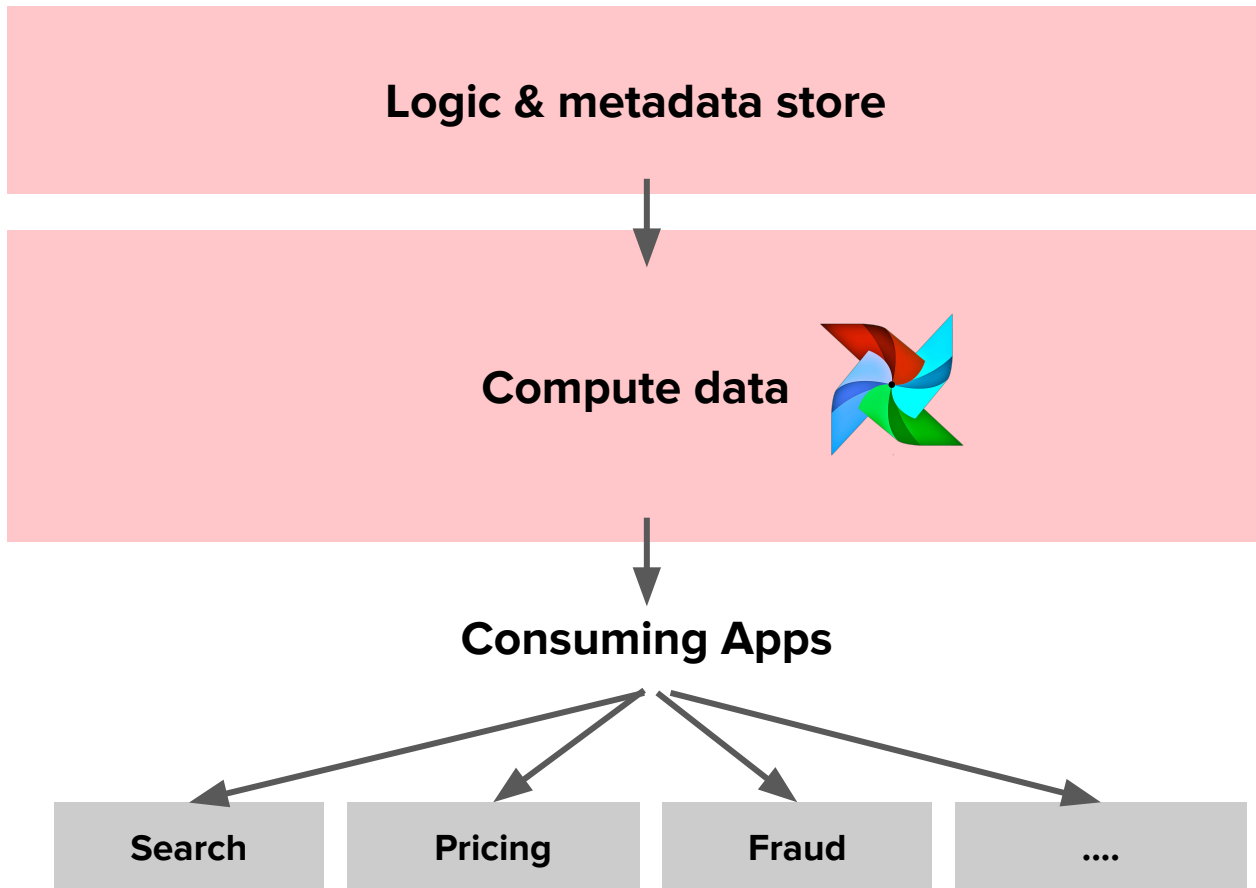 Logic & metadata store
Compute data
Consuming Apps
Search
Pricing
Fraud
....